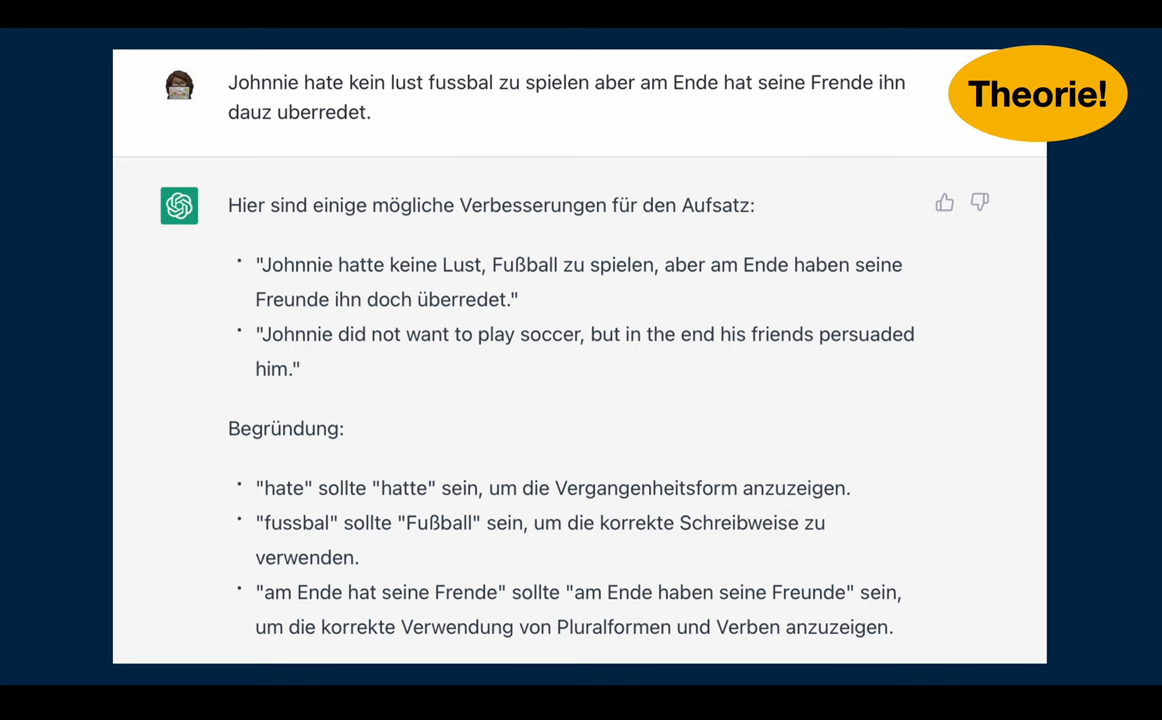 Johnnie hate kein lust fussbal zu spielen aber am Ende hat seine Frende ihn
dauz uberredet.
Theorie!
Hier sind einige mögliche Verbesserungen für den Aufsatz:
• "Johnnie hatte keine Lust, Fußball zu spielen, aber am Ende haben seine
Freunde ihn doch überredet."
• "Johnnie did not want to play soccer, but in the end his friends persuaded
him."
Begründung:
• "hate" sollte "hatte" sein, um die Vergangenheitsform anzuzeigen.
• "fussbal" sollte "Fußball" sein, um die korrekte Schreibweise zu
verwenden.
• "am Ende hat seine Frende" sollte "am Ende haben seine Freunde" sein,
um die korrekte Verwendung von Pluralformen und Verben anzuzeigen.